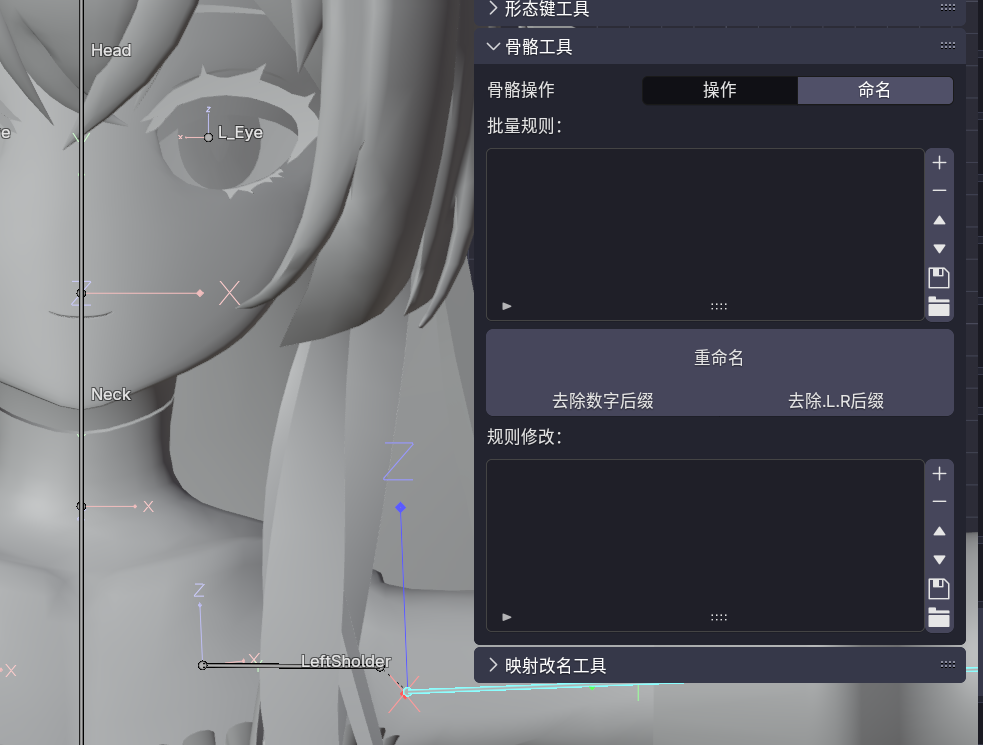 形态键工具
骨骼工具
Head
骨骼操作
操作
命名
批量规则：
z
x
L_Eye
e
Y
Z
X
重命名
Neck
去除数字后缀
去除.L.R后缀
规则修改：
Z
X
Z
X
LeftSholder
X
映射改名工具